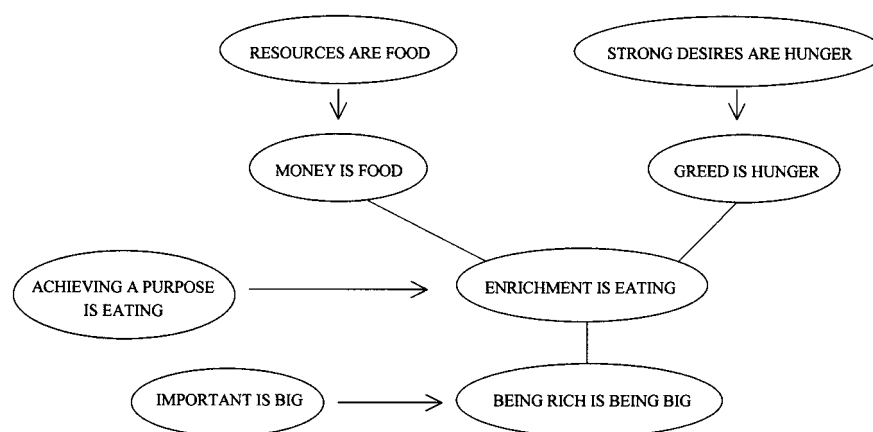 RESOURCES ARE FOOD
STRONG DESIRES ARE HUNGER
MONEY IS FOOD
GREED IS HUNGER
ACHIEVING A PURPOSE
IS EATING
ENRICHMENT IS EATING
IMPORTANT IS BIG
BEING RICH IS BEING BIG